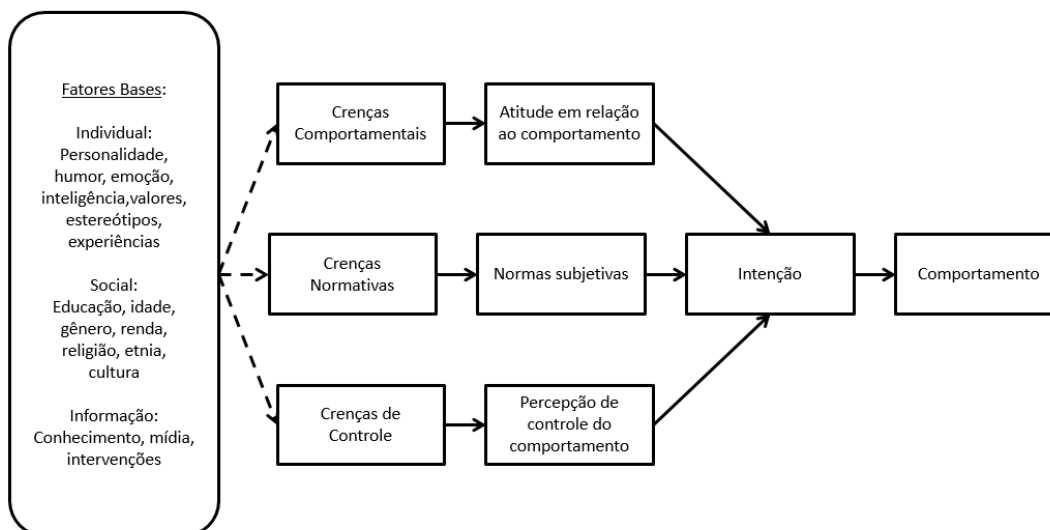 Fatores Bases:
Individual:
Personalidade,
humor, emoção,
inteligência,valores,
estereótipos,
experiências
Social:
Educação, idade,
gênero, renda,
religião, etnia,
cultura
Informação:
Conhecimento, mídia,
intervenções
Crenças
Comportamentais
Atitude em relação
ao comportamento
Crenças
Normativas
Normas subjetivas
Intenção
Comportamento
Crenças de
Controle
Percepção de
controle do
comportamento